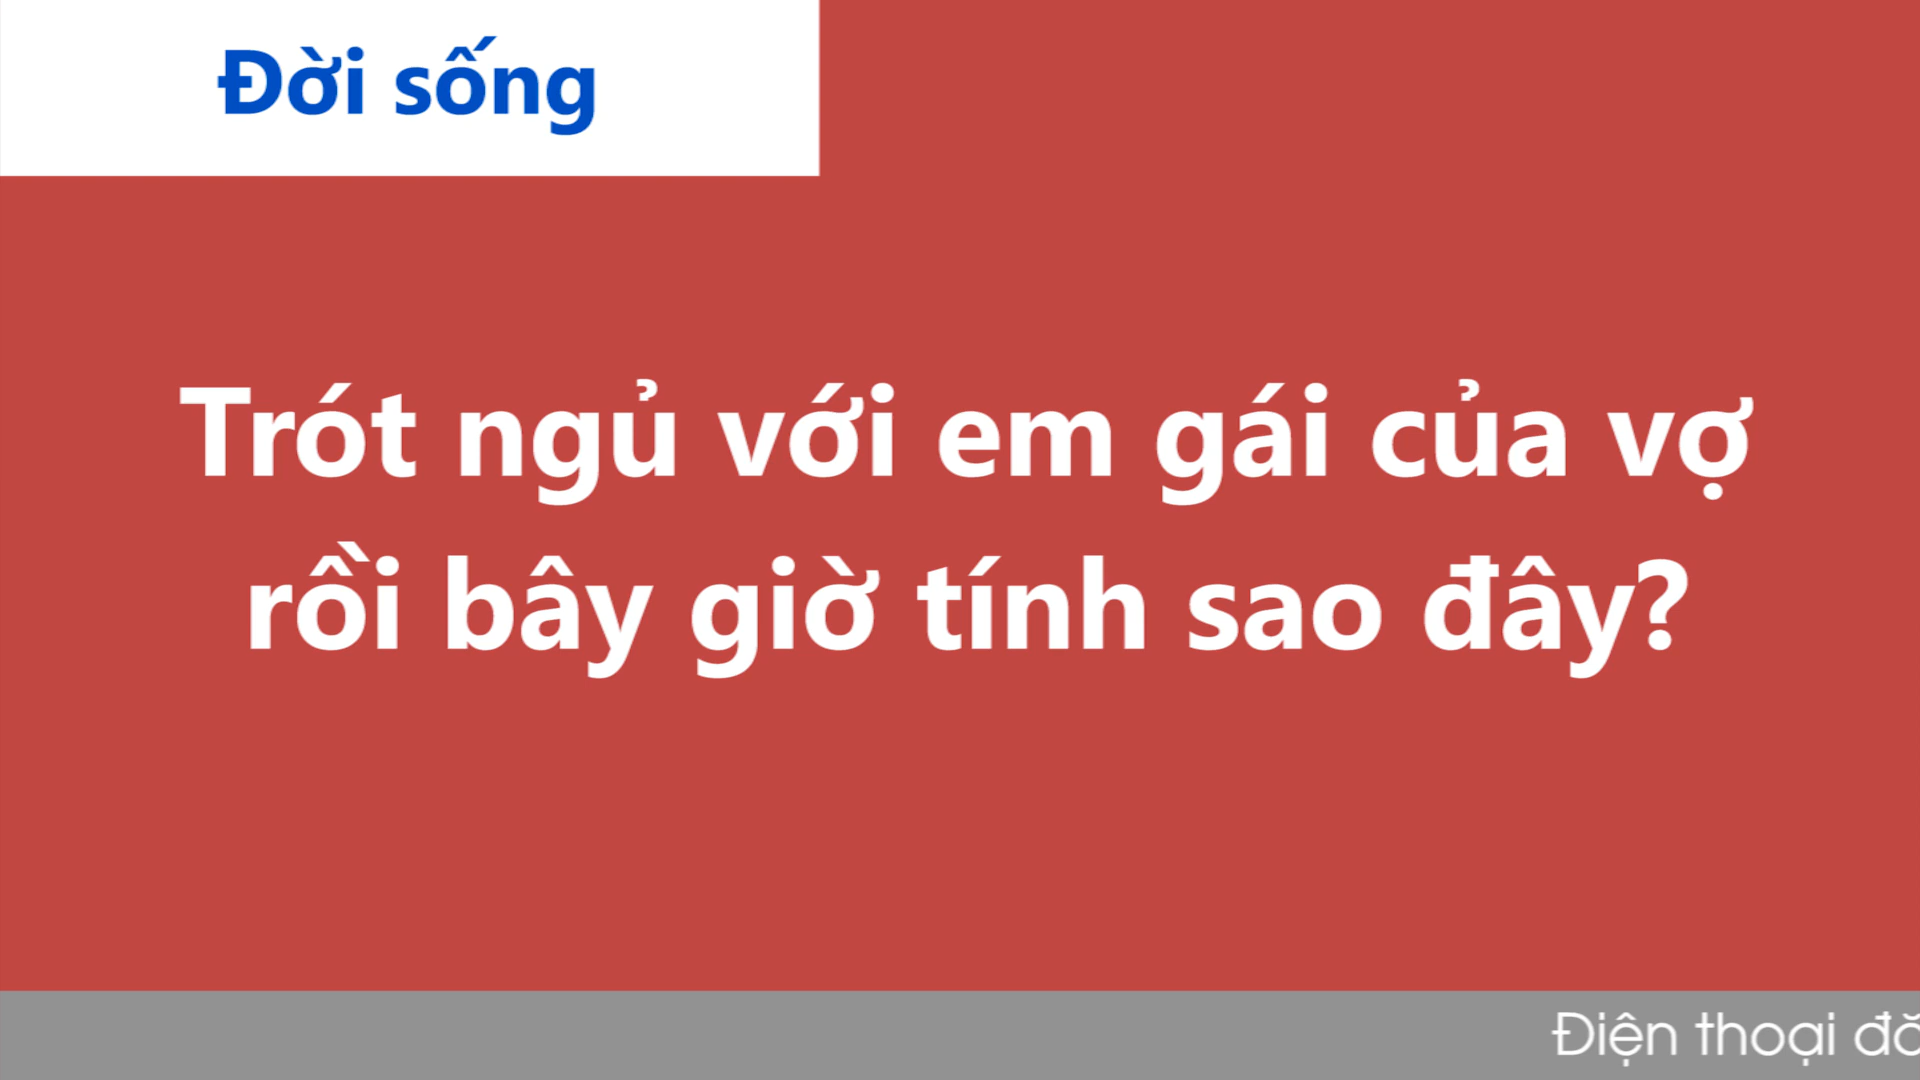 Đời sống
Trót ngủ với em gái của vợ
rồi bây giờ tính sao đây?
Điện thoại